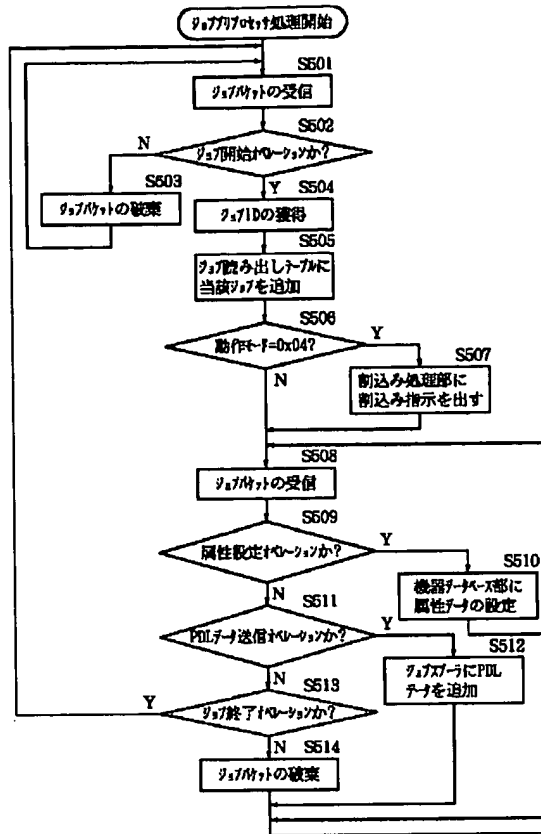 ジョブプリプロセッサ処理開始
S501
ジョブパケットの受信
S502
N
ジョブ開始オペレーションか?
S503
Y
S504
ジョブパケットの破棄
ジョブIDの獲得
S505
ジョブ読み出しテーブルに
当該ジョブを追加
S506
動作モード=0x04?
Y
S507
N
割込み処理部に
割込み指示を出す
S508
ジョブパケットの受信
S509
属性設定オペレーションか?
Y
S510
N
機器データベース部に
属性データの設定
S511
PDLデータ送信オペレーションか?
Y
S512
N
ジョブスプーラにPDL
データを追加
S513
Y
ジョブ終了オペレーションか?
N
S514
ジョブパケットの破棄